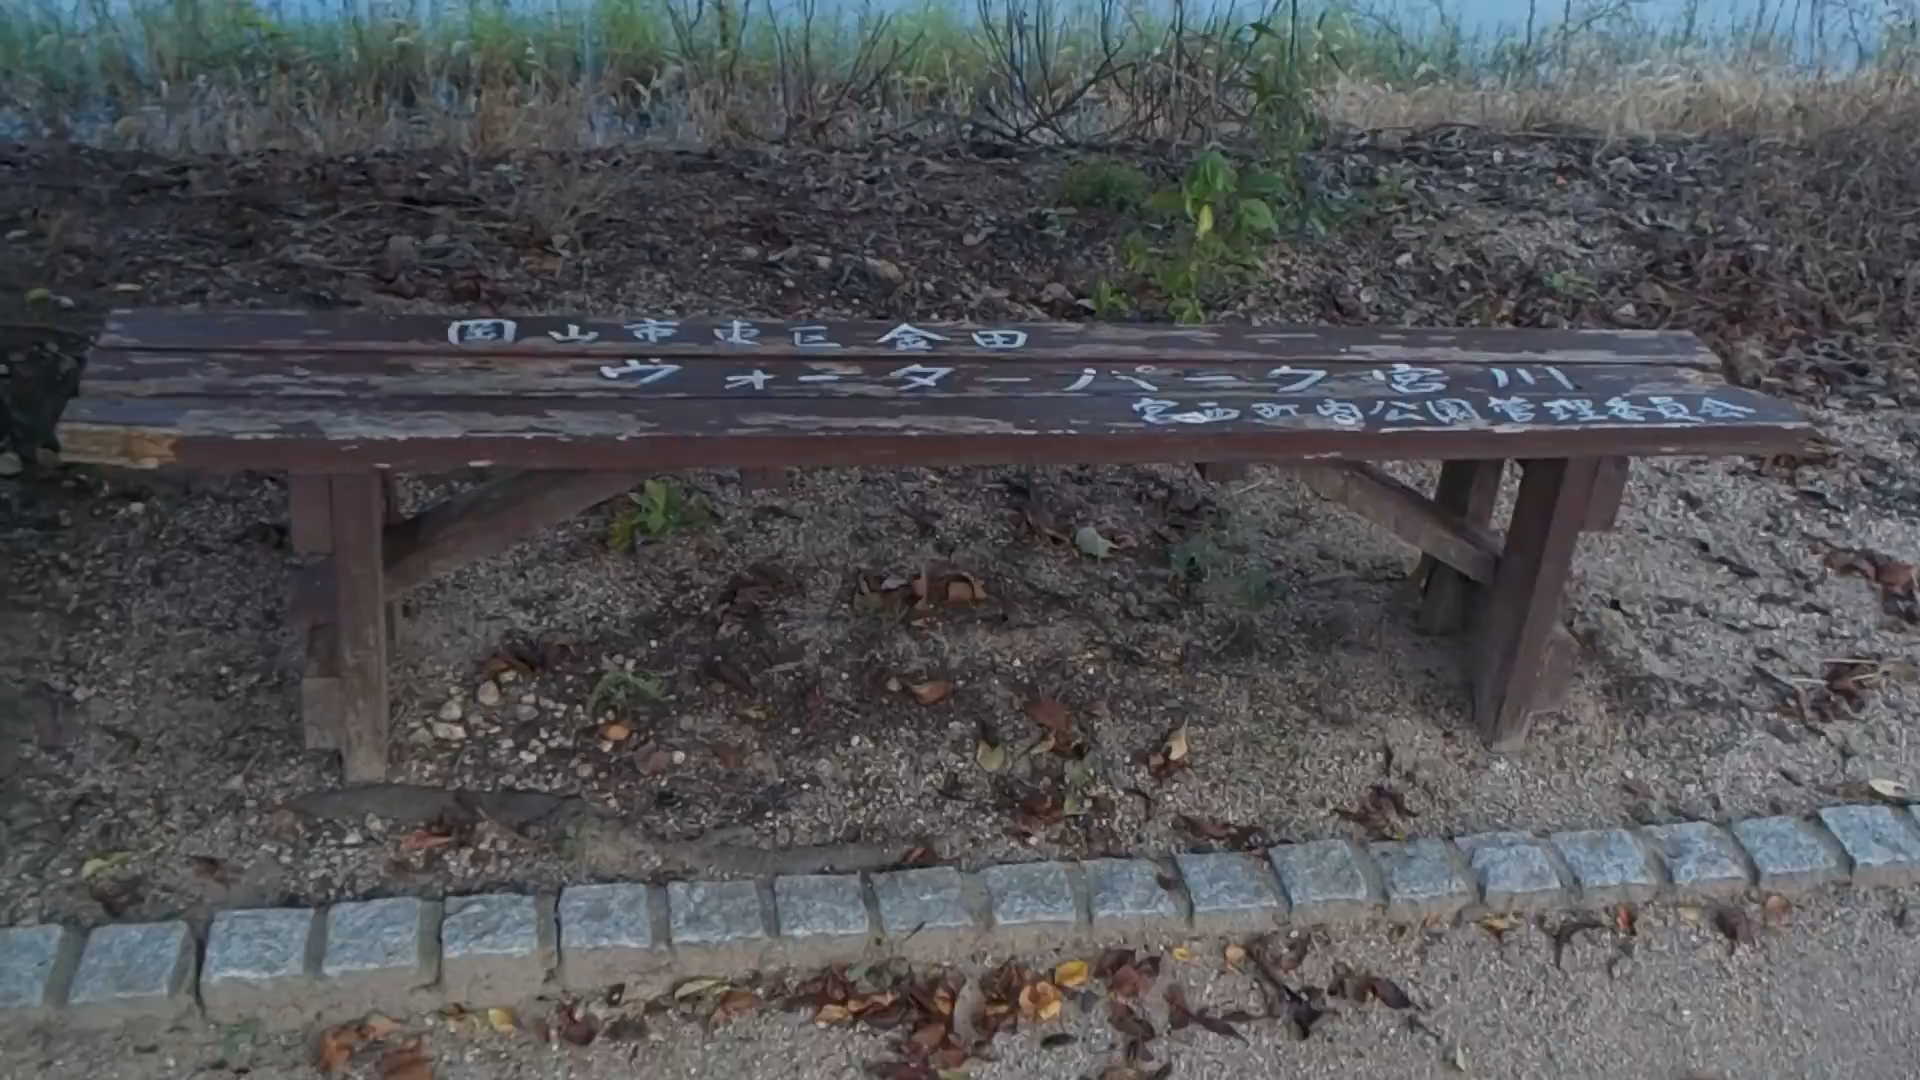 岡山市東区金田
ウォーターパーク宮川
宮西町内公園管理委員会